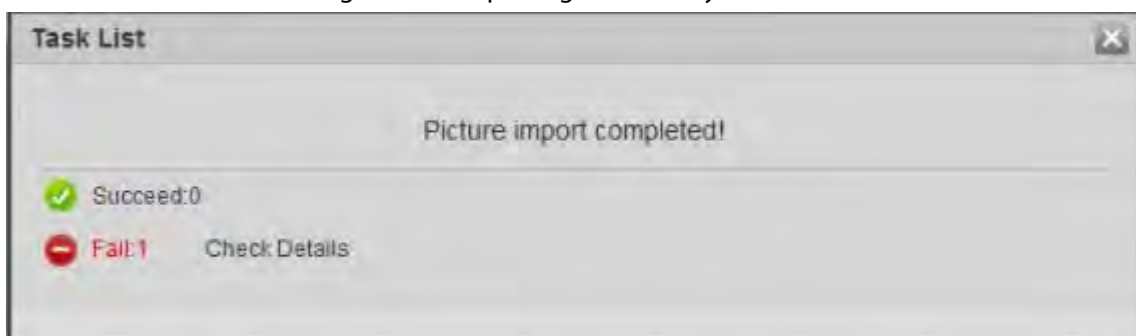 Task List
Picture import completed!
Succeed:0
Fail:1 Check Details